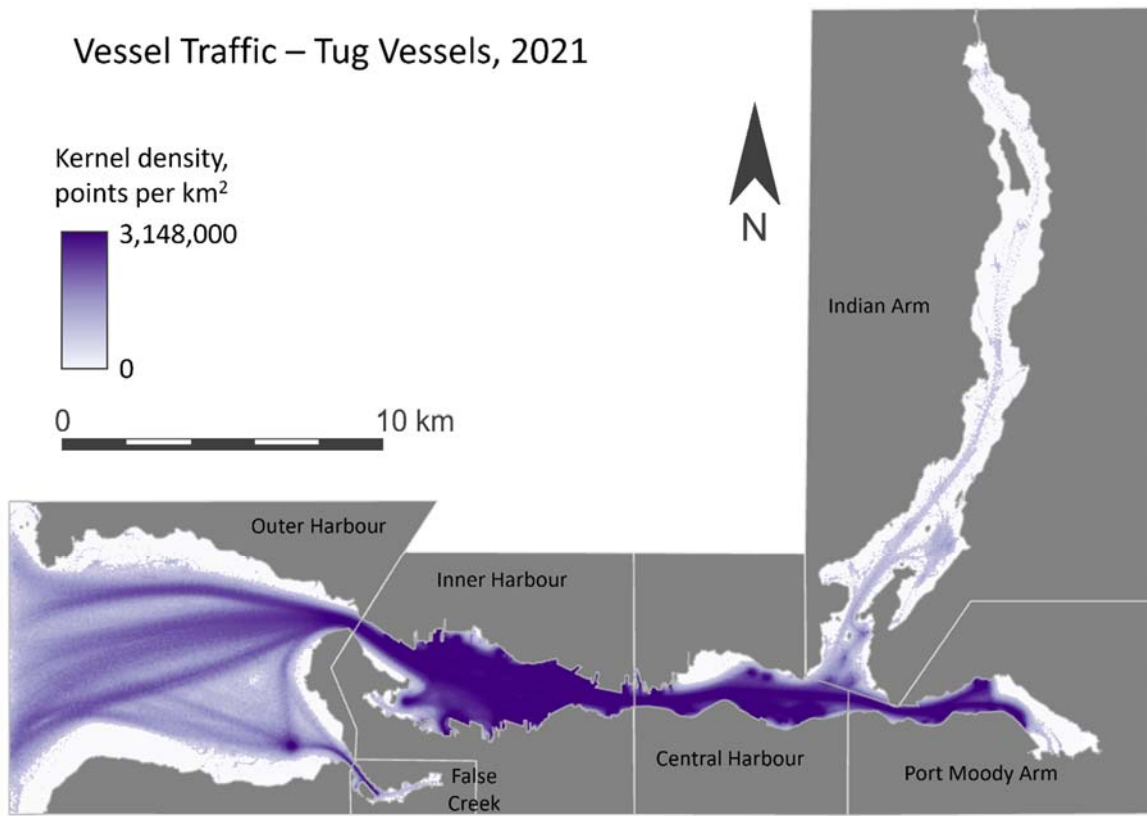 Vessel Traffic – Tug Vessels, 2021
Kernel density,
points per km²
3,148,000
0
0
10 km
N
Indian Arm
Outer Harbour
Inner Harbour
Central Harbour
Port Moody Arm
False
Creek